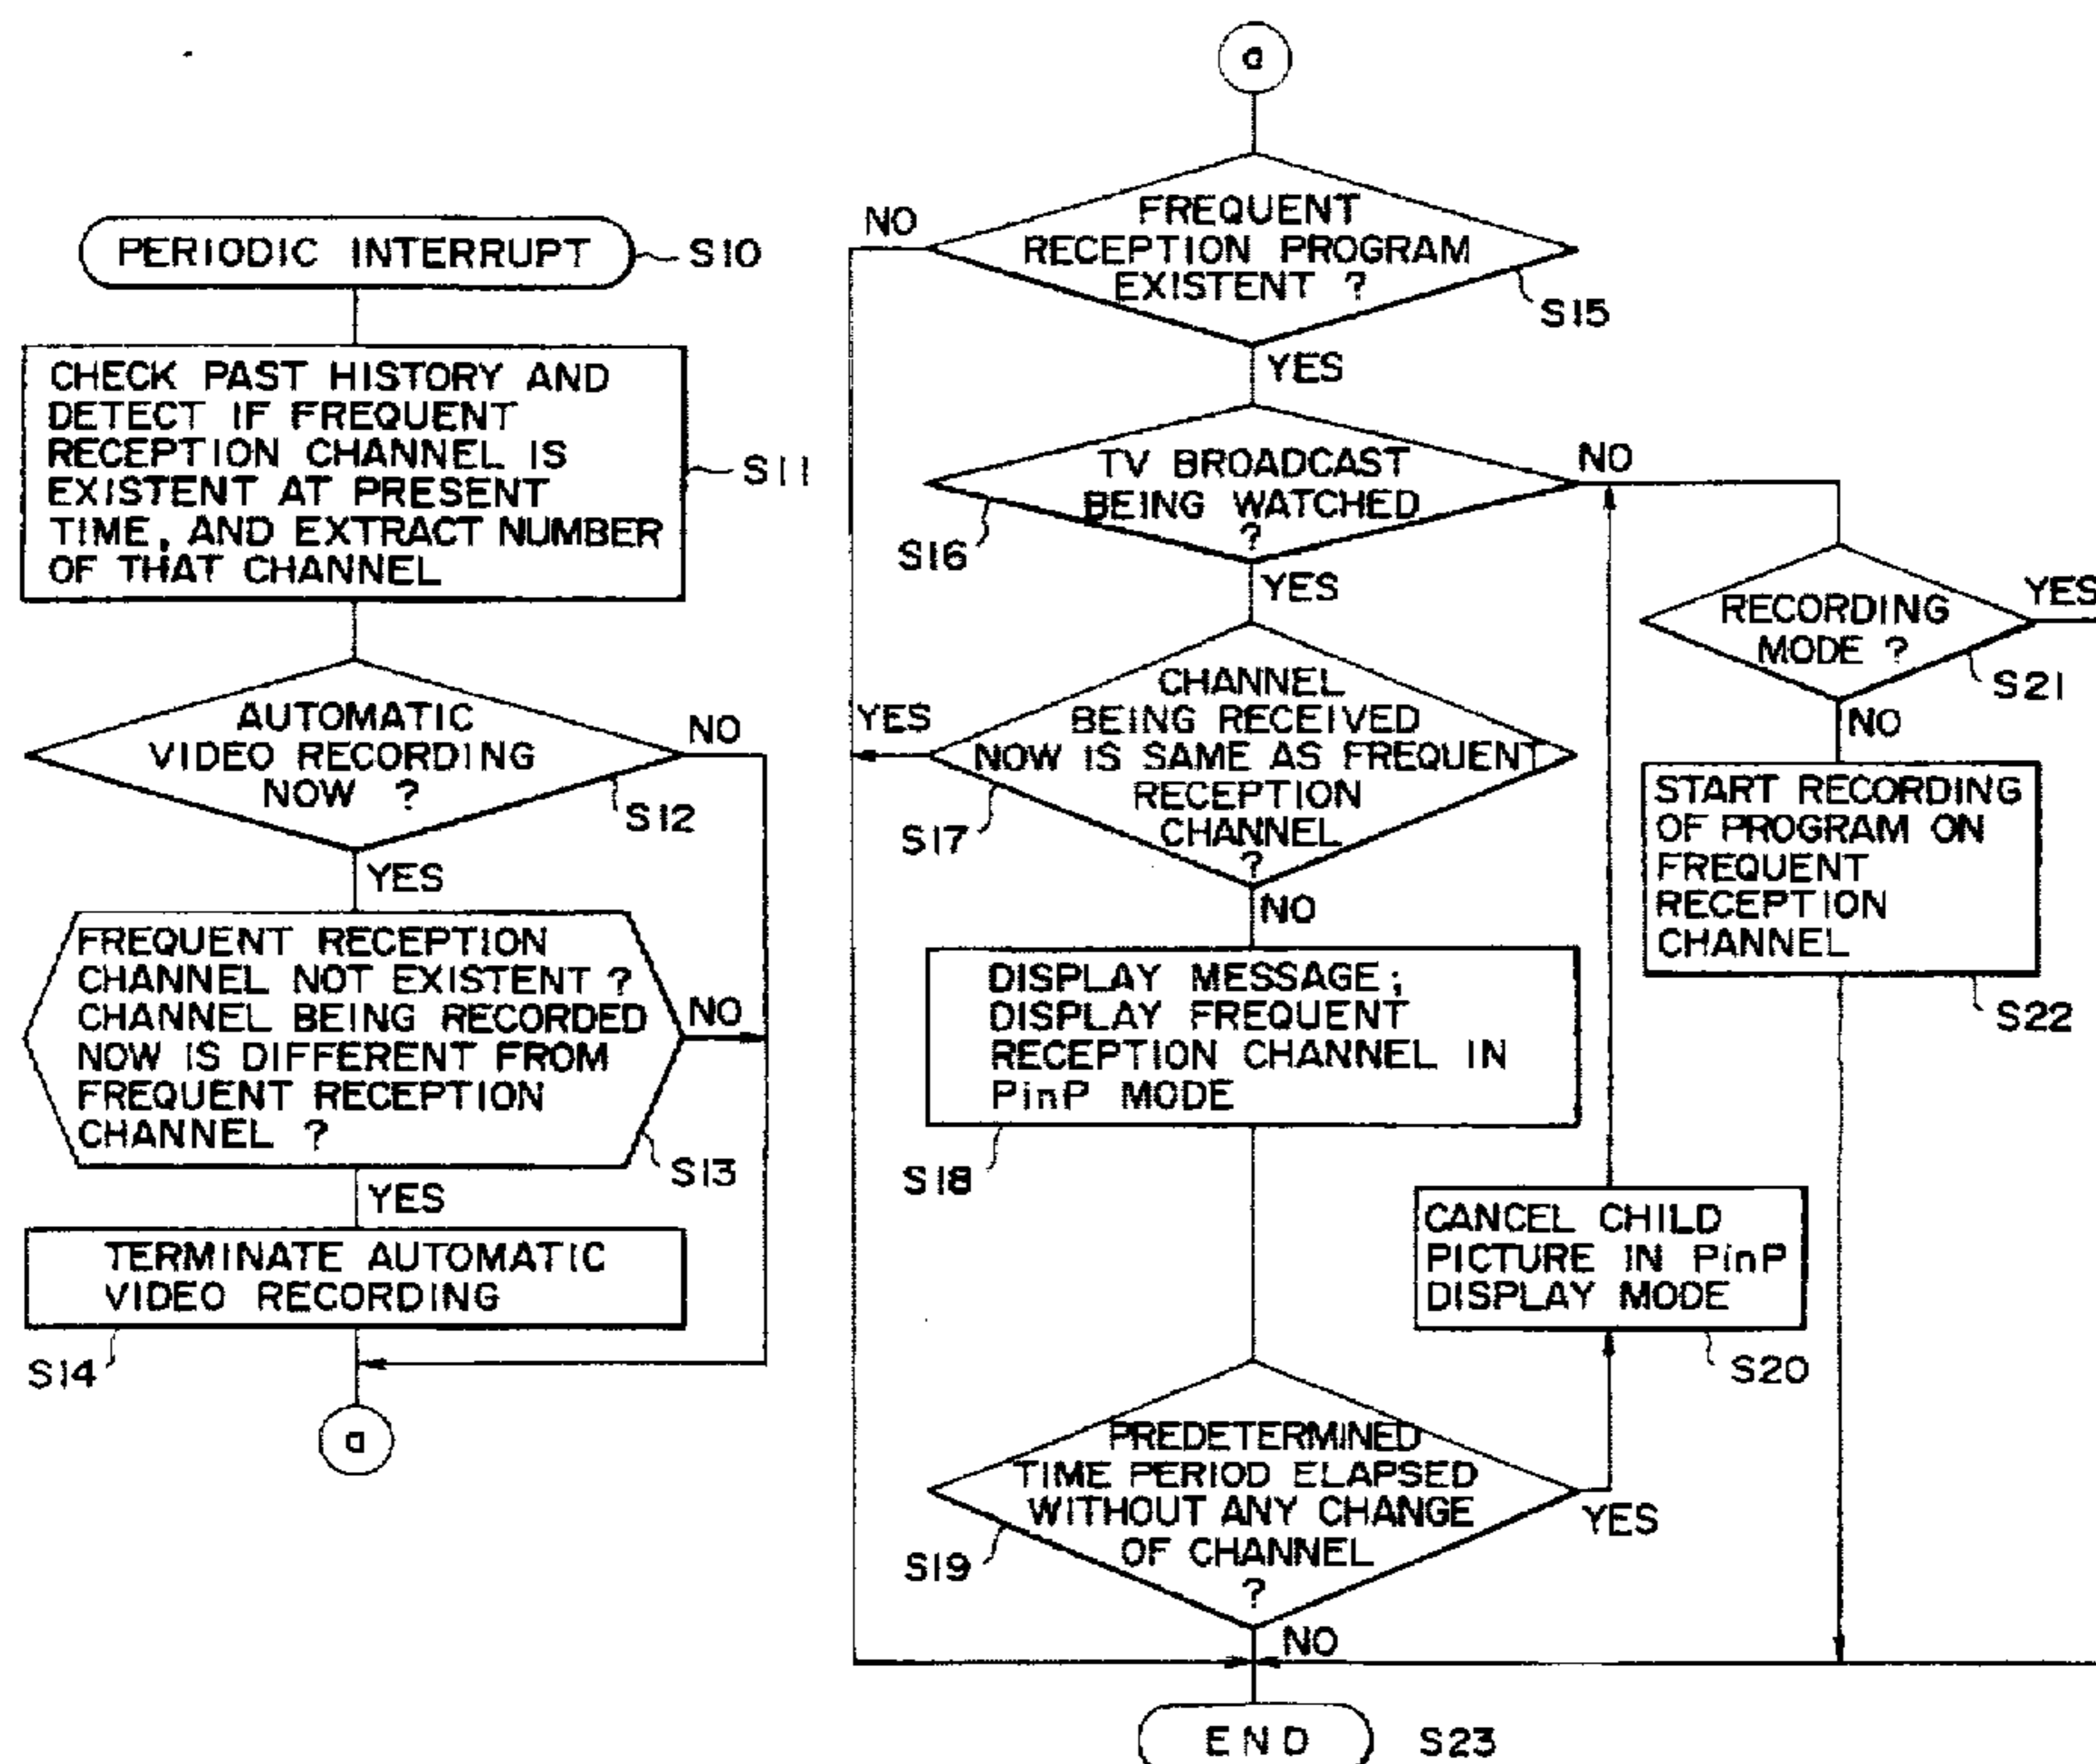 PERIODIC INTERRUPT
S10
CHECK PAST HISTORY AND
DETECT IF FREQUENT
RECEPTION CHANNEL IS
EXISTENT AT PRESENT
TIME, AND EXTRACT NUMBER
OF THAT CHANNEL
S11
AUTOMATIC
VIDEO RECORDING
NOW ?
NO
S12
YES
FREQUENT RECEPTION
CHANNEL NOT EXISTENT ?
CHANNEL BEING RECORDED
NOW IS DIFFERENT FROM
FREQUENT RECEPTION
CHANNEL ?
NO
S13
YES
TERMINATE AUTOMATIC
VIDEO RECORDING
S14
a
a
NO
FREQUENT
RECEPTION PROGRAM
EXISTENT ?
S15
YES
TV BROADCAST
BEING WATCHED
?
NO
S16
YES
YES
CHANNEL
BEING RECEIVED
NOW IS SAME AS FREQUENT
RECEPTION
CHANNEL
?
S17
NO
DISPLAY MESSAGE;
DISPLAY FREQUENT
RECEPTION CHANNEL IN
PinP MODE
S18
PREDETERMINED
TIME PERIOD ELAPSED
WITHOUT ANY CHANGE
OF CHANNEL
?
YES
S19
NO
CANCEL CHILD
PICTURE IN PinP
DISPLAY MODE
S20
RECORDING
MODE ?
YES
S21
NO
START RECORDING
OF PROGRAM ON
FREQUENT
RECEPTION
CHANNEL
S22
END
S23